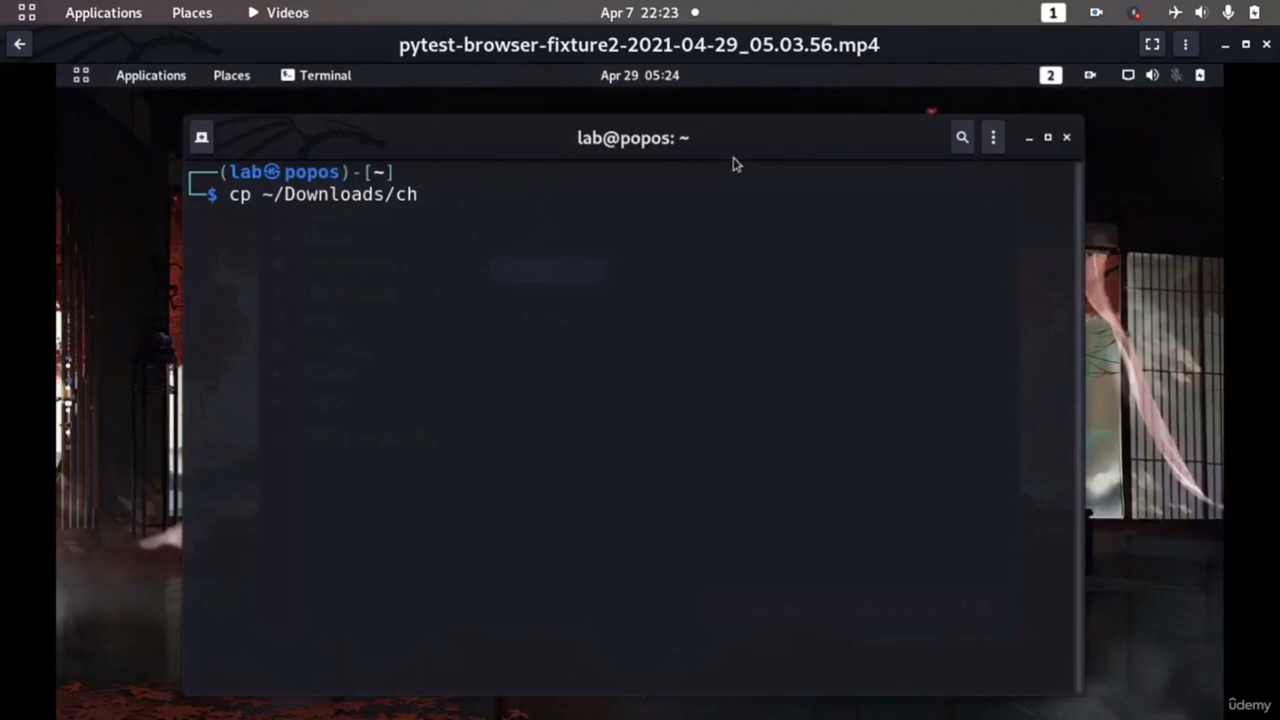 Applications Places Videos Apr 7 22:23 1
pytest-browser-fixture2-2021-04-29_05.03.56.mp4
Applications Places Terminal Apr 29 05:24 2
lab@popos: ~
(lab㉿popos)-[~]
$ cp ~/Downloads/ch
ûdemy